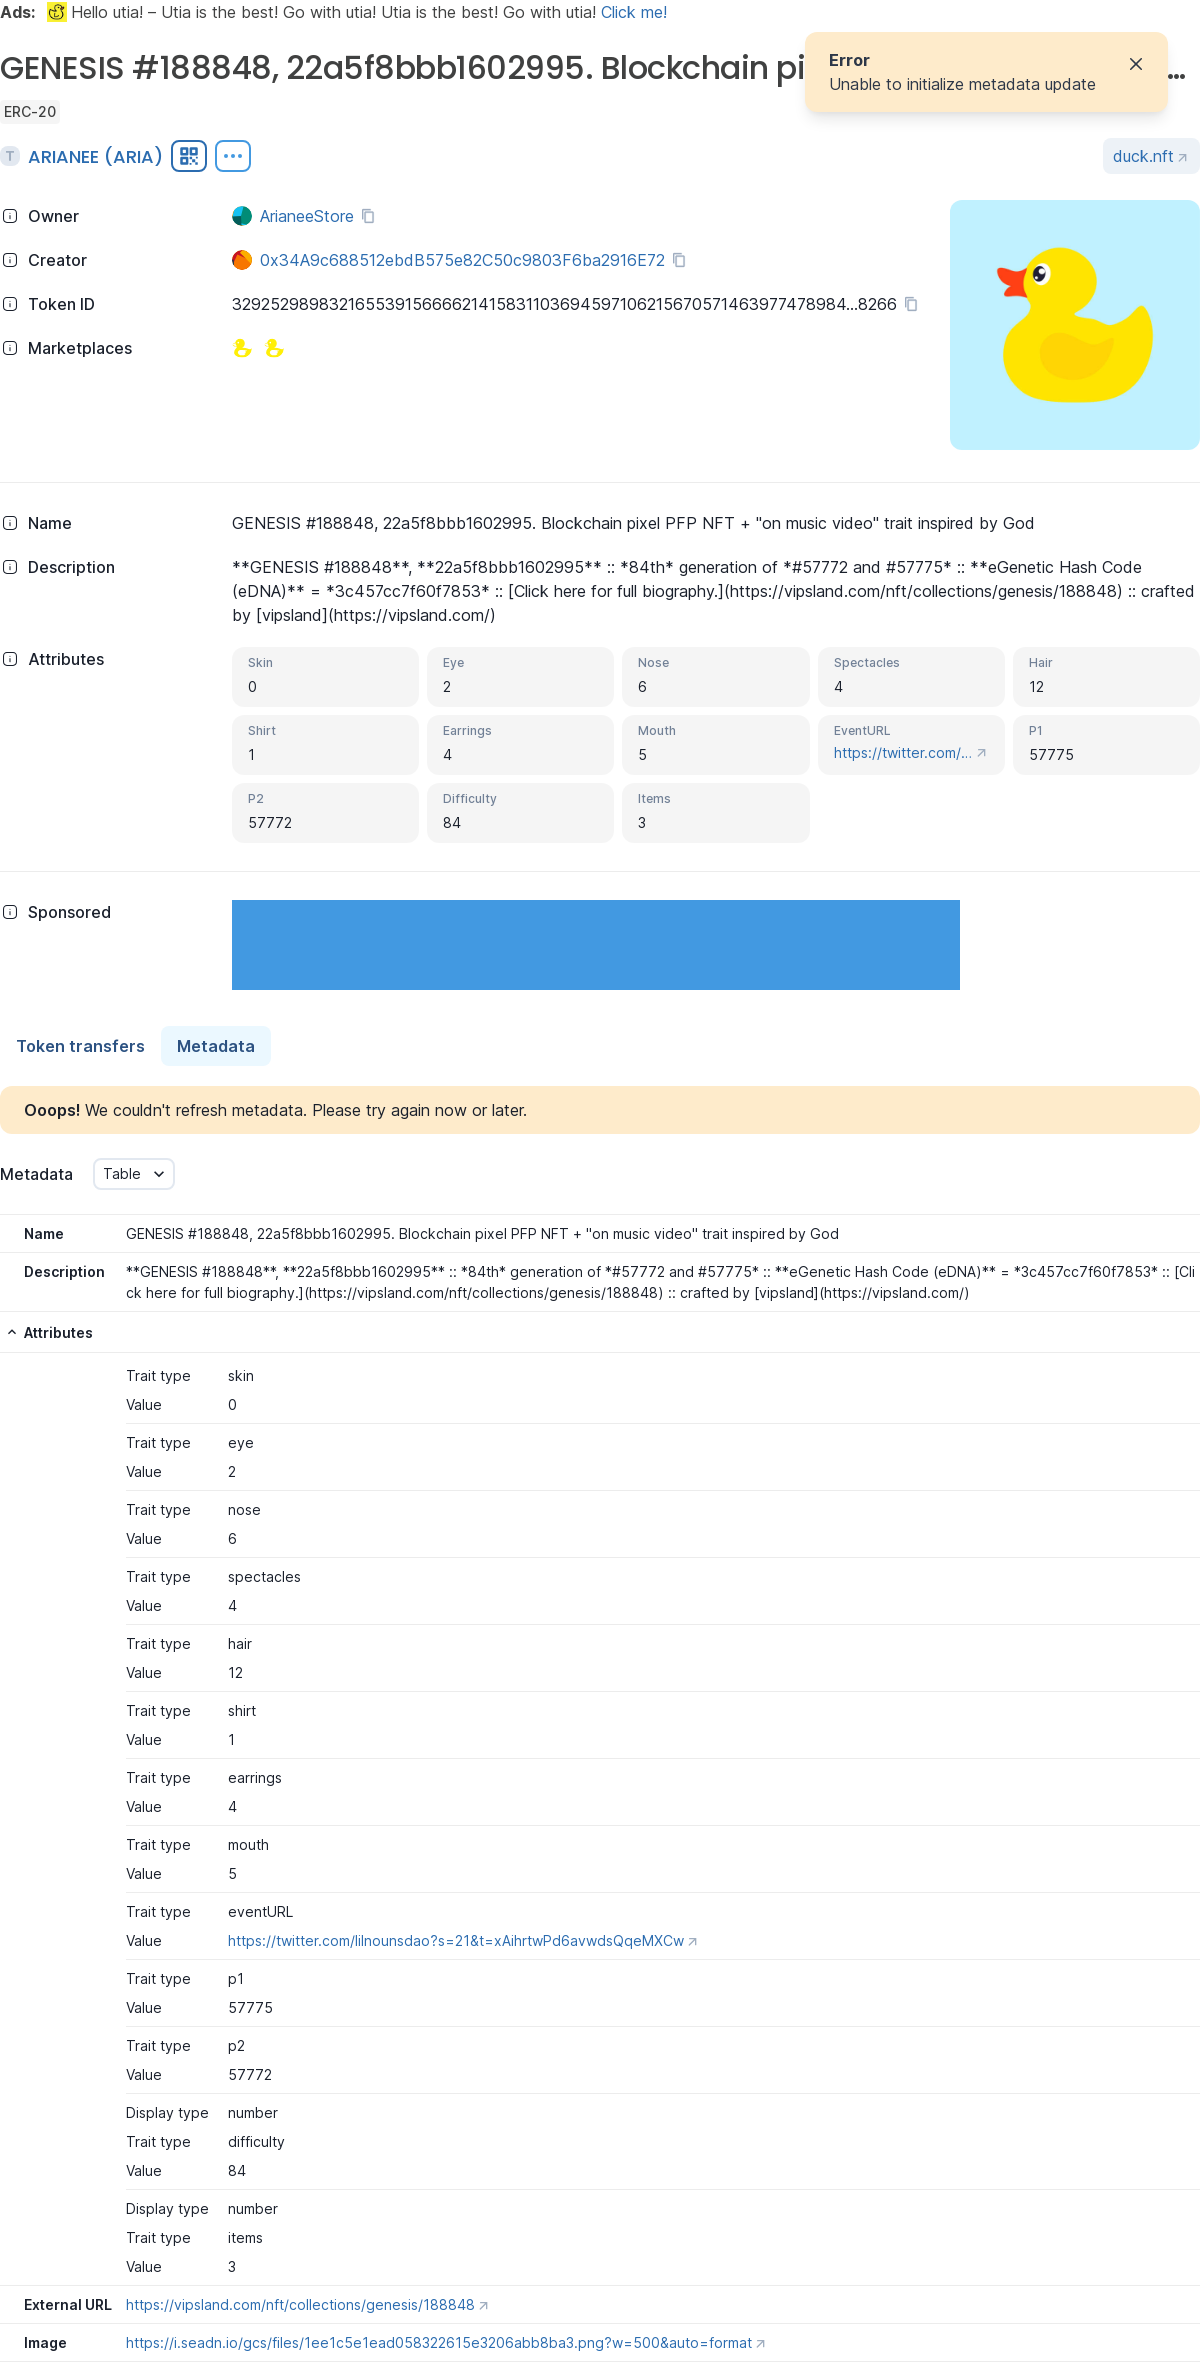 Ads: Hello utia! – Utia is the best! Go with utia! Utia is the best! Go with utia! Click me!
GENESIS #188848, 22a5f8bbb1602995. Blockchain pi
...
Error
Unable to initialize metadata update
ERC-20
T ARIANEE (ARIA)
duck.nft
Owner ArianeeStore
Creator 0x34A9c688512ebdB575e82C50c9803F6ba2916E72
Token ID 32925298983216553915666621415831103694597106215670571463977478984...8266
Marketplaces
Name GENESIS #188848, 22a5f8bbb1602995. Blockchain pixel PFP NFT + "on music video" trait inspired by God
Description **GENESIS #188848**, **22a5f8bbb1602995** :: *84th* generation of *#57772 and #57775* :: **eGenetic Hash Code
(eDNA)** = *3c457cc7f60f7853* :: [Click here for full biography.](https://vipsland.com/nft/collections/genesis/188848) :: crafted
by [vipsland](https://vipsland.com/)
Attributes
Skin Eye Nose Spectacles Hair
0 2 6 4 12
Shirt Earrings Mouth EventURL P1
1 4 5 https://twitter.com/... 57775
P2 Difficulty Items
57772 84 3
Sponsored
Token transfers Metadata
Ooops! We couldn't refresh metadata. Please try again now or later.
Metadata Table
Name GENESIS #188848, 22a5f8bbb1602995. Blockchain pixel PFP NFT + "on music video" trait inspired by God
Description **GENESIS #188848**, **22a5f8bbb1602995** :: *84th* generation of *#57772 and #57775* :: **eGenetic Hash Code (eDNA)** = *3c457cc7f60f7853* :: [Cli
ck here for full biography.](https://vipsland.com/nft/collections/genesis/188848) :: crafted by [vipsland](https://vipsland.com/)
Attributes
Trait type skin
Value 0
Trait type eye
Value 2
Trait type nose
Value 6
Trait type spectacles
Value 4
Trait type hair
Value 12
Trait type shirt
Value 1
Trait type earrings
Value 4
Trait type mouth
Value 5
Trait type eventURL
Value https://twitter.com/lilnounsdao?s=21&t=xAihrtwPd6avwdsQqeMXCw
Trait type p1
Value 57775
Trait type p2
Value 57772
Display type number
Trait type difficulty
Value 84
Display type number
Trait type items
Value 3
External URL https://vipsland.com/nft/collections/genesis/188848
Image https://i.seadn.io/gcs/files/1ee1c5e1ead058322615e3206abb8ba3.png?w=500&auto=format